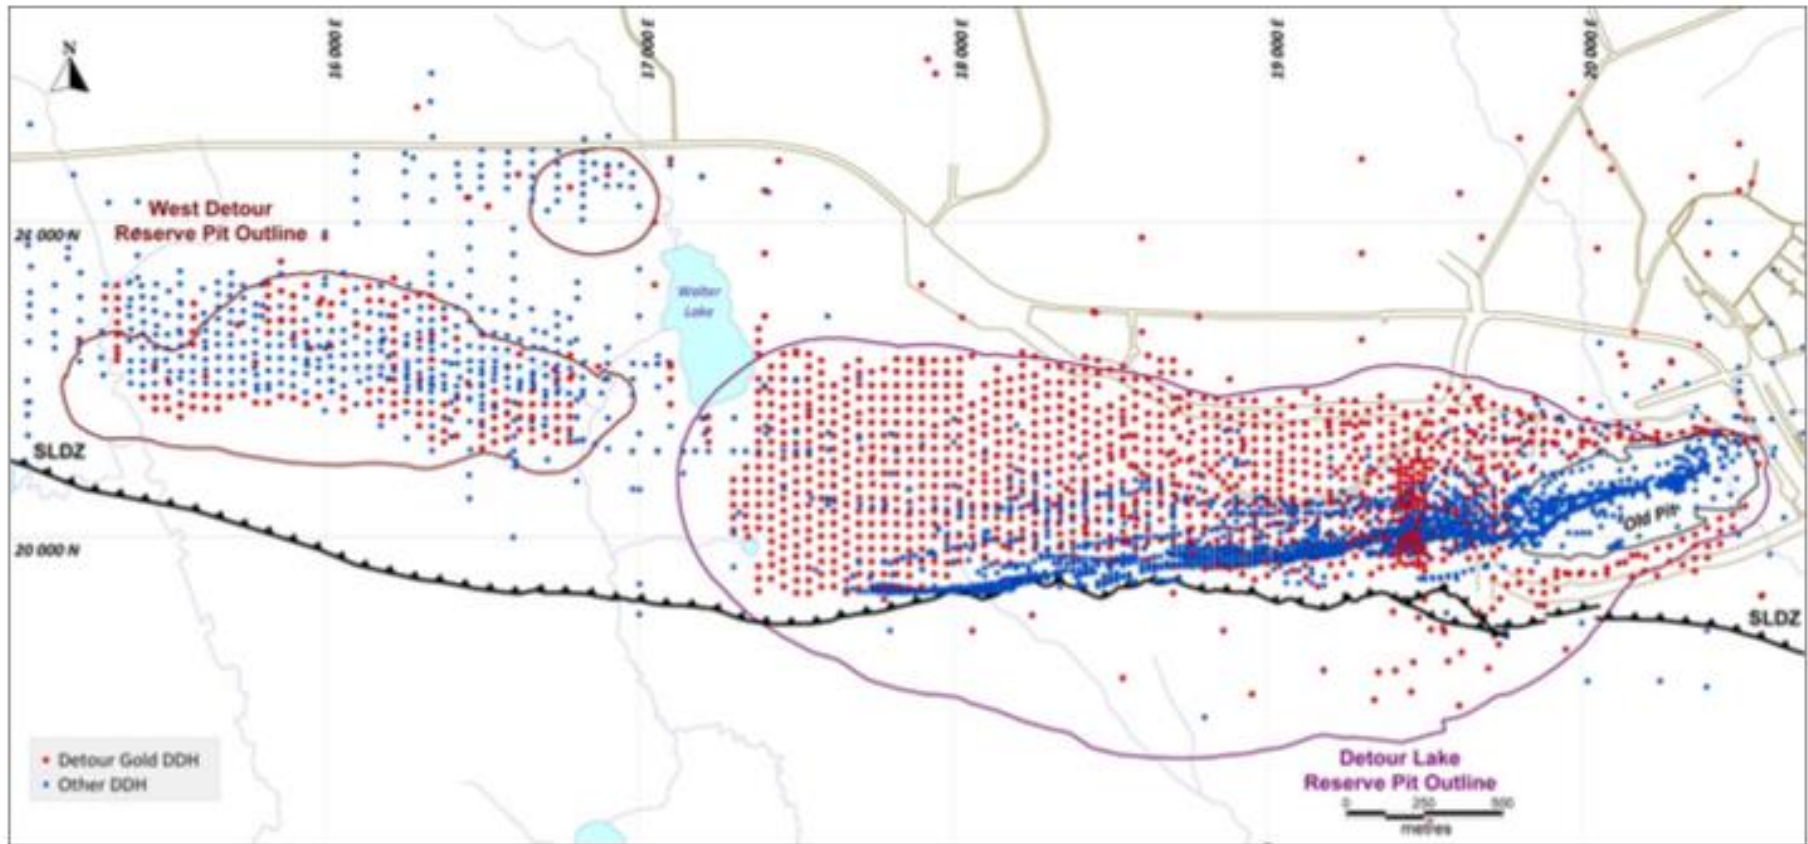 N
16 000 E
17 000 E
18 000 E
19 000 E
20 000 E
West Detour
Reserve Pit Outline
21 000 N
Walter
Lake
SLDZ
Old Pit
20 000 N
SLDZ
Detour Gold DDH
Other DDH
Detour Lake
Reserve Pit Outline
0 250 500
metres